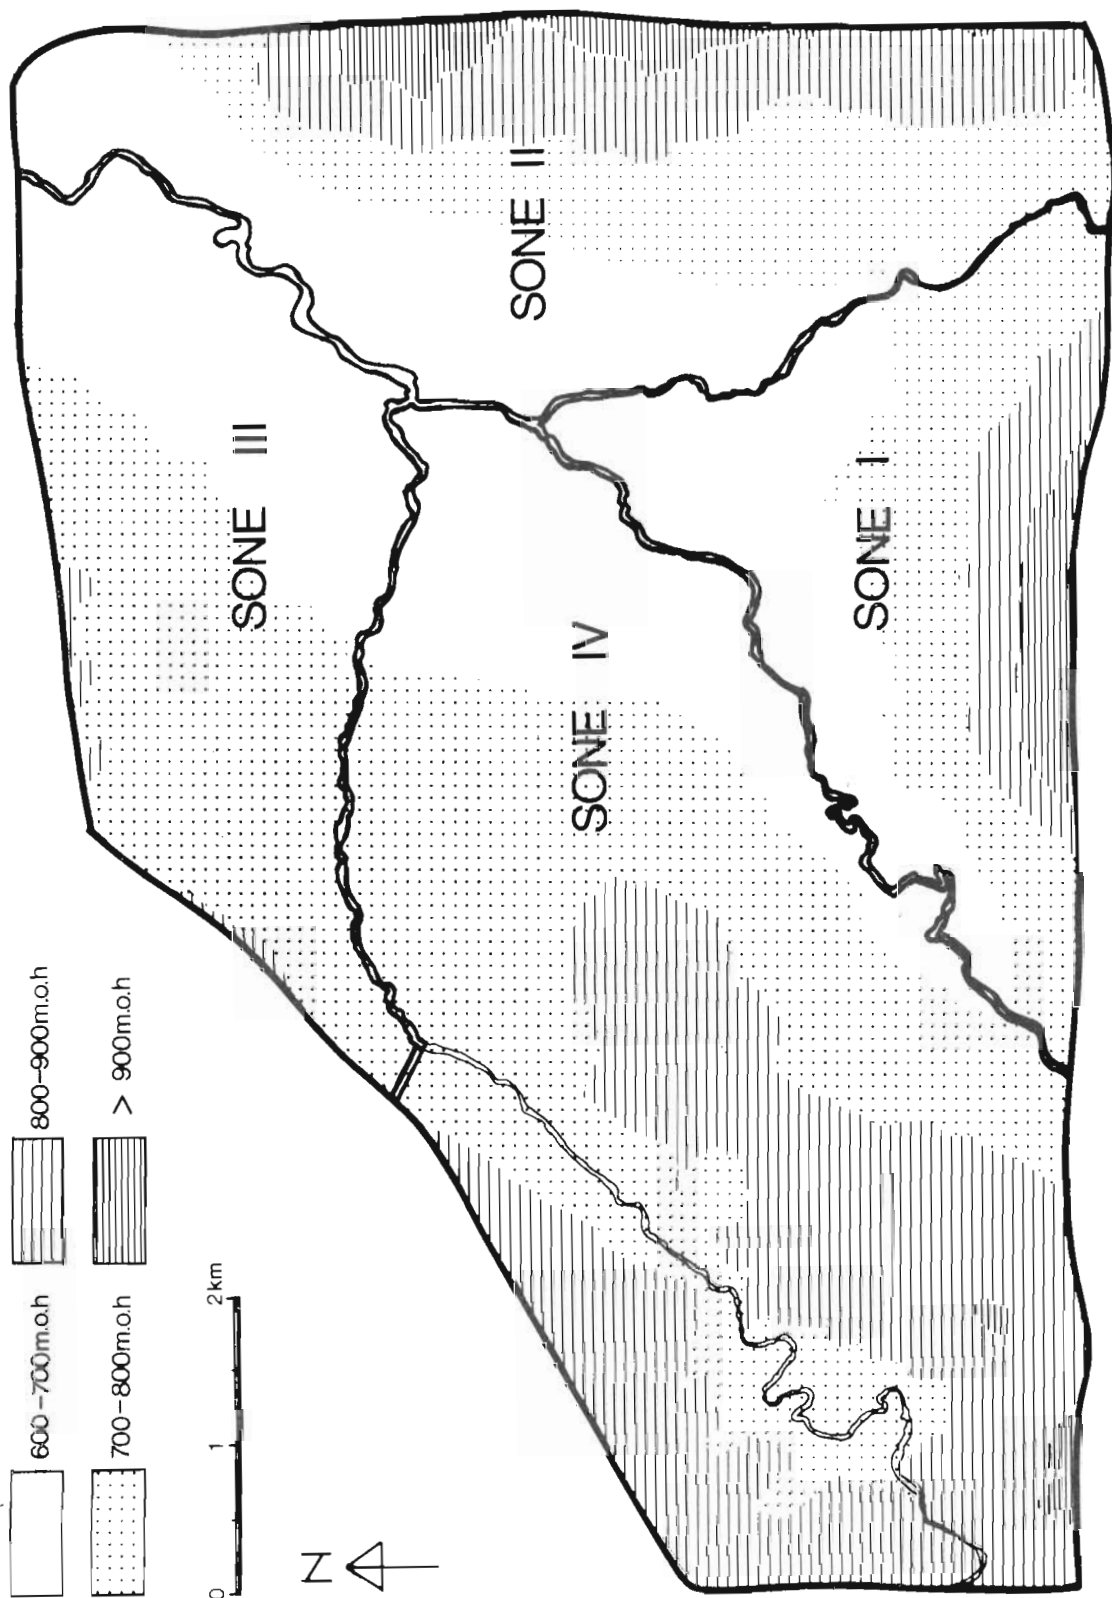 600-700m.o.h
800-900m.o.h
700-800m.o.h
> 900m.o.h
0 1 2km
N
SONE III
SONE II
SONE IV
SONE I